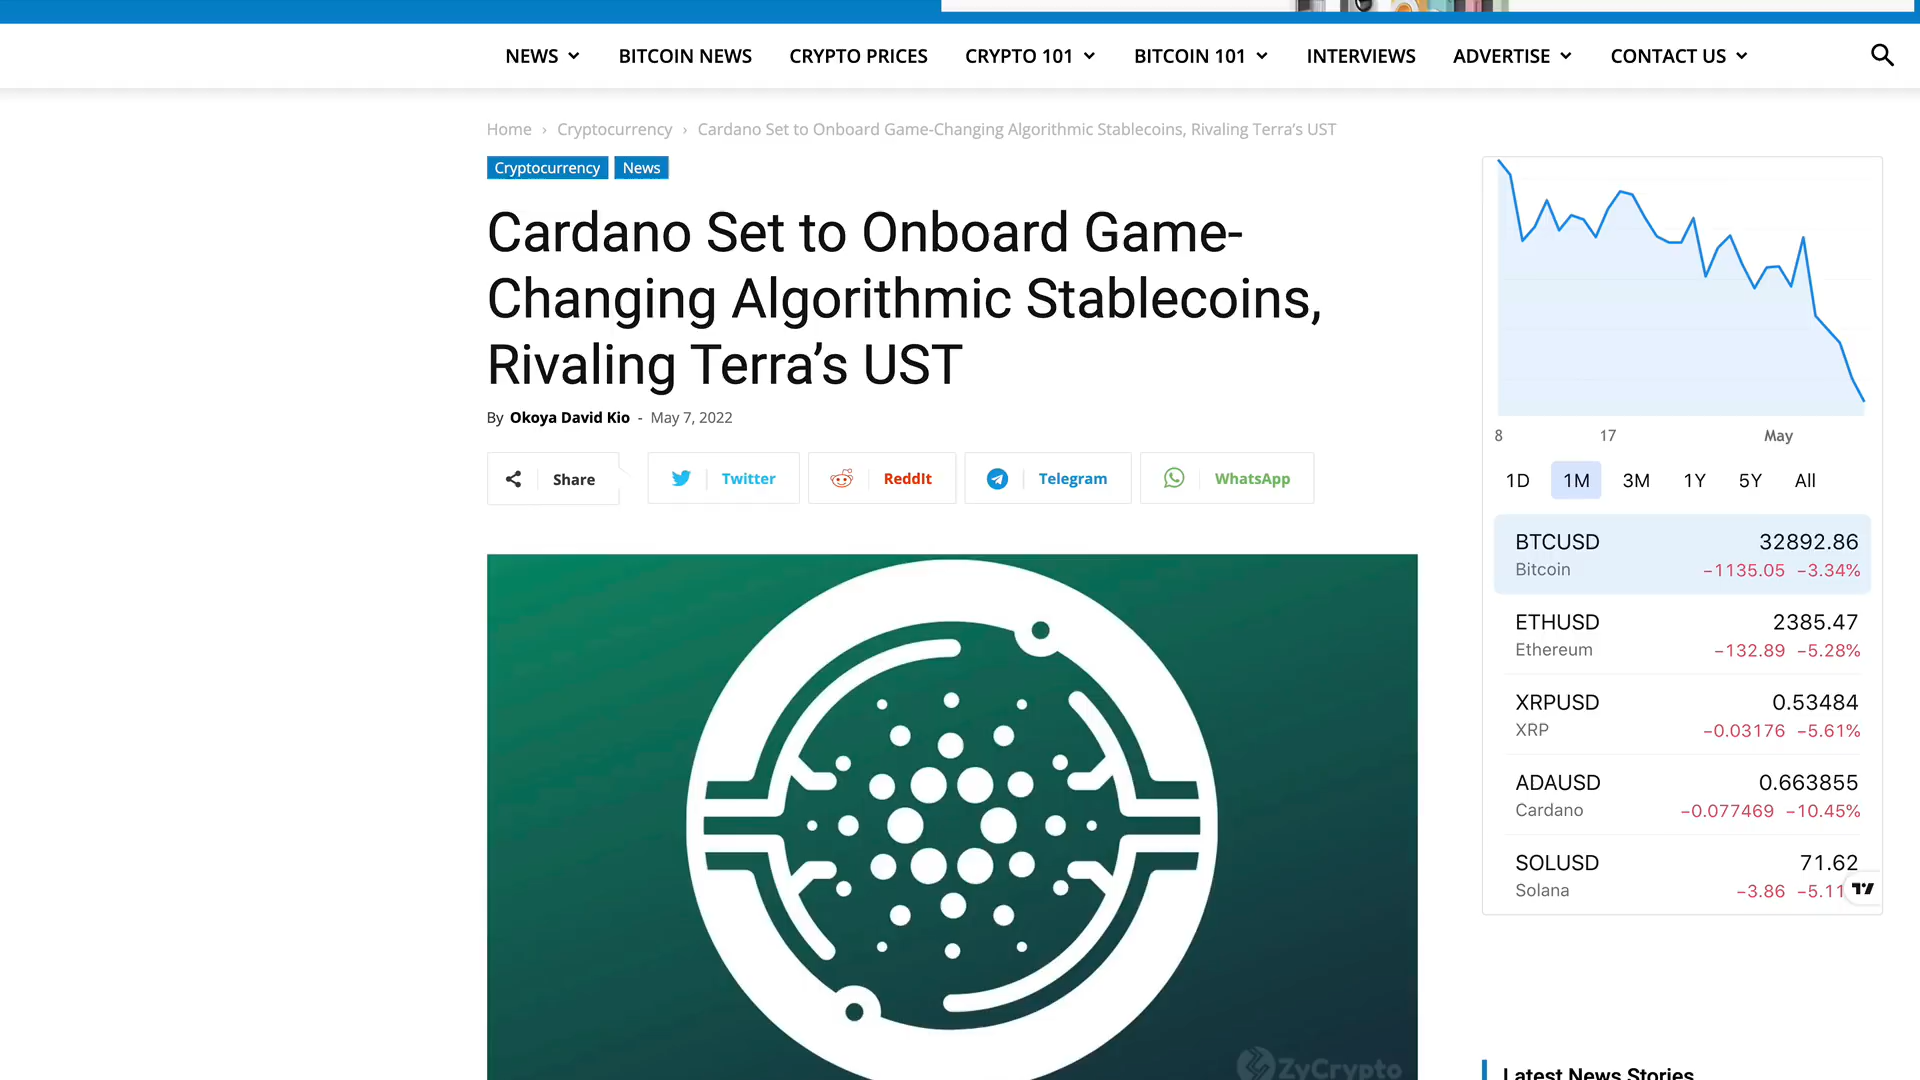 NEWS BITCOIN NEWS CRYPTO PRICES CRYPTO 101 BITCOIN 101 INTERVIEWS ADVERTISE CONTACT US
Home › Cryptocurrency › Cardano Set to Onboard Game-Changing Algorithmic Stablecoins, Rivaling Terra’s UST
Cryptocurrency News
Cardano Set to Onboard Game-
Changing Algorithmic Stablecoins,
Rivaling Terra’s UST
By Okoya David Kio - May 7, 2022
Share Twitter ReddIt Telegram WhatsApp
ZyCrypto
8 17 May
1D 1M 3M 1Y 5Y All
BTCUSD 32892.86
Bitcoin −1135.05 −3.34%
ETHUSD 2385.47
Ethereum −132.89 −5.28%
XRPUSD 0.53484
XRP −0.03176 −5.61%
ADAUSD 0.663855
Cardano −0.077469 −10.45%
SOLUSD 71.62
Solana −3.86 −5.11
Latest News Stories